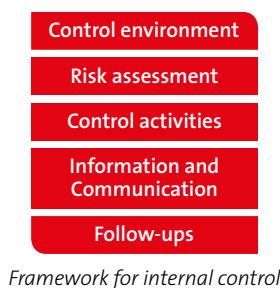 Control environment
Risk assessment
Control activities
Information and
Communication
Follow-ups
Framework for internal control